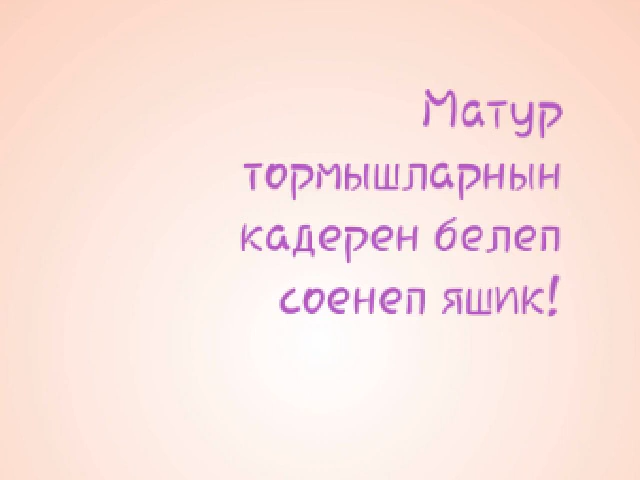 Матур
тормышларнын
кадерен белеп
соенеп яшик!